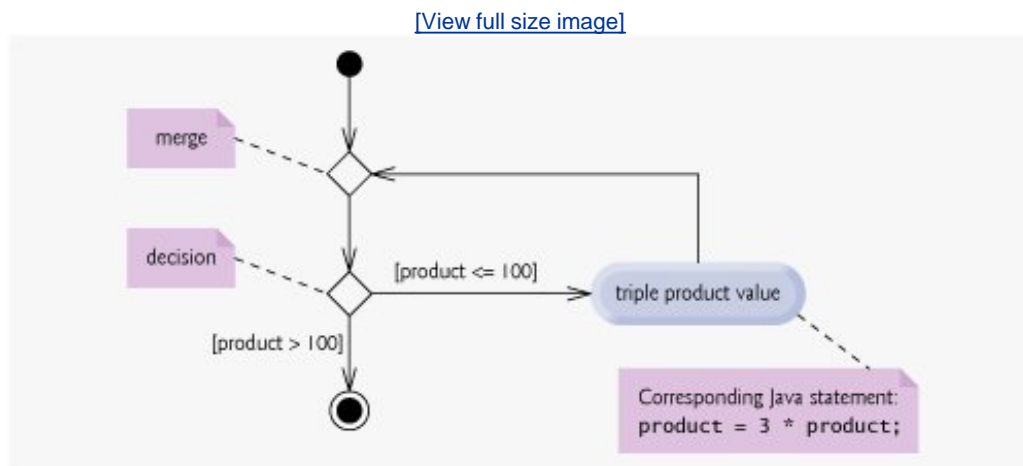 [View full size image]
merge
decision
[product <= 100]
triple product value
[product > 100]
Corresponding Java statement:
product = 3 * product;